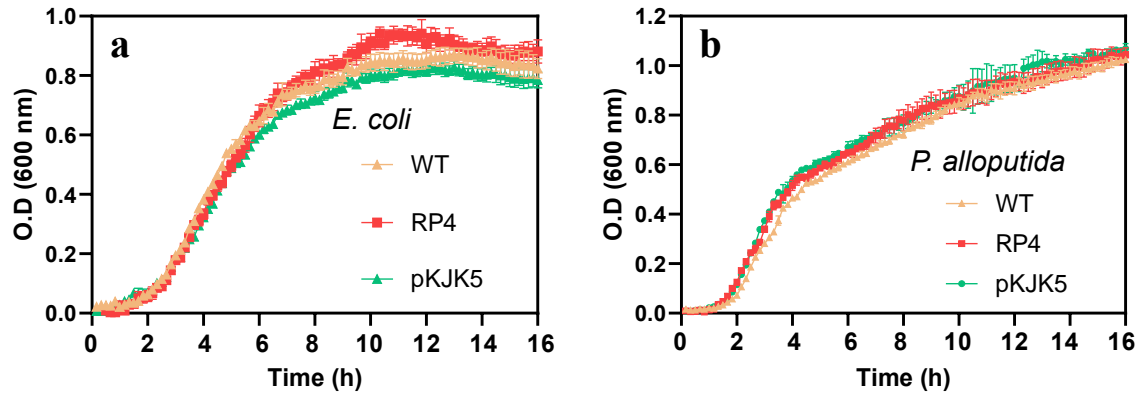 a
O.D (600 nm)
1.0
0.8
0.6
0.4
0.2
0.0
E. coli
WT
RP4
pKJK5
0 2 4 6 8 10 12 14 16
Time (h)
b
O.D (600 nm)
1.2
1.0
0.8
0.6
0.4
0.2
0.0
P. alloputida
WT
RP4
pKJK5
0 2 4 6 8 10 12 14 16
Time (h)